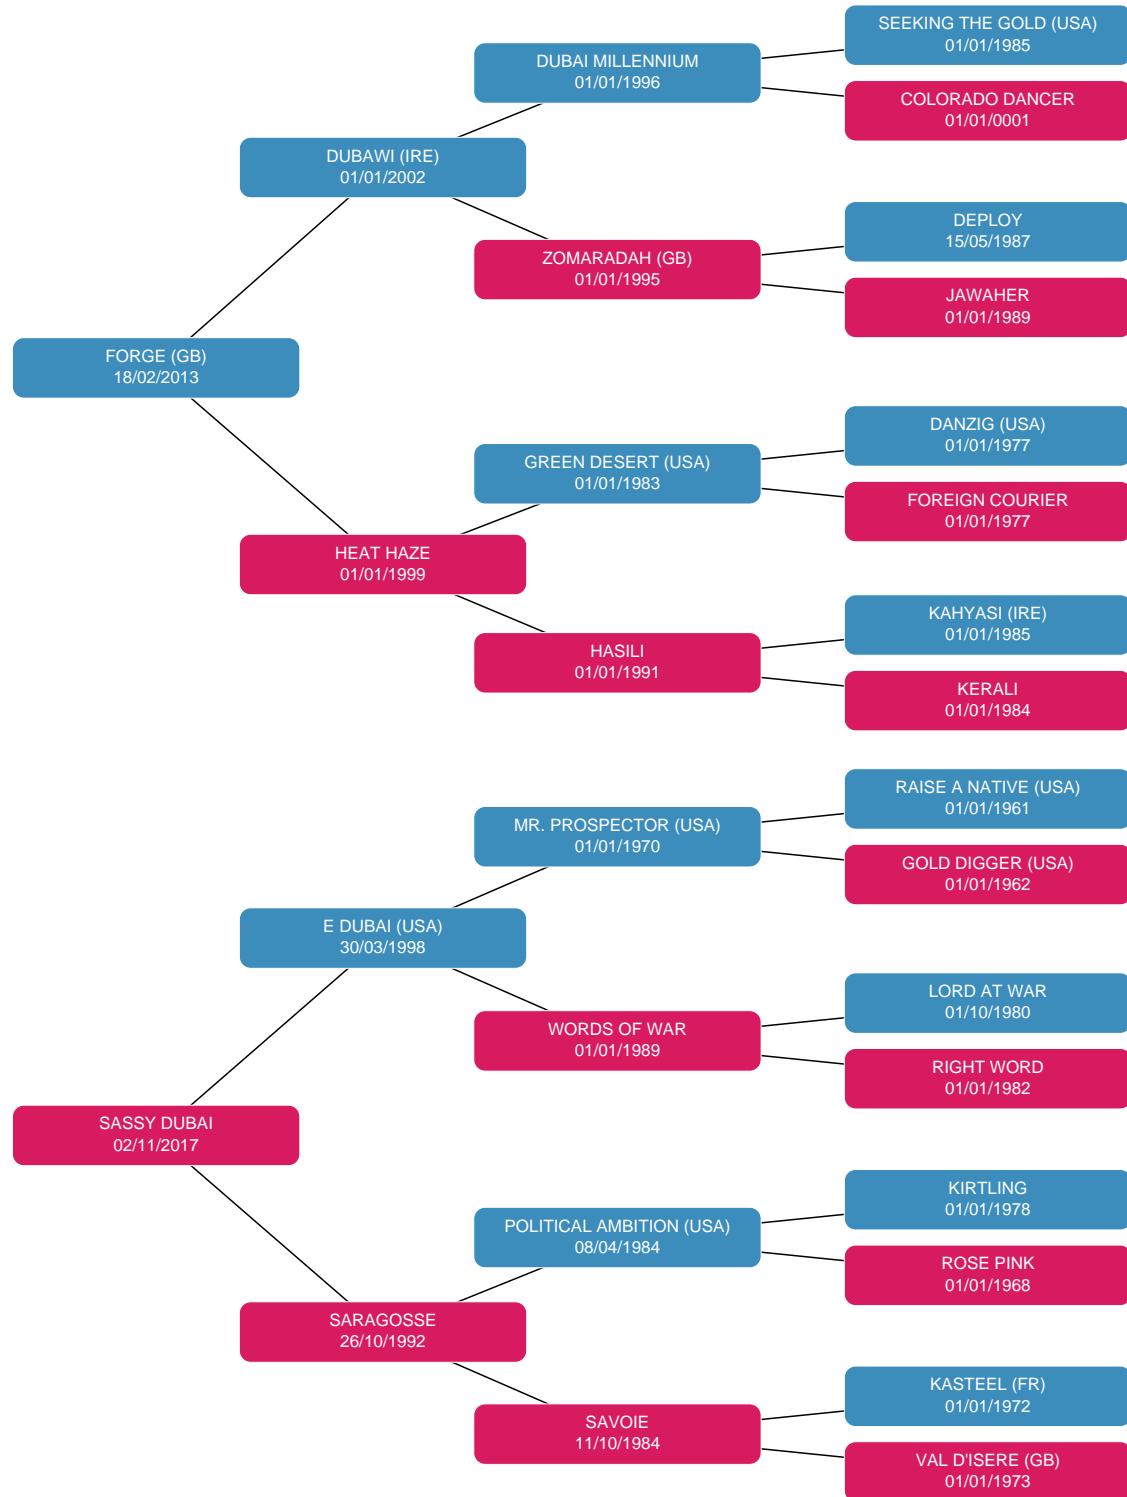 SEEKING THE GOLD (USA)
01/01/1985
DUBAI MILLENNIUM
01/01/1996
COLORADO DANCER
01/01/0001
DUBAWI (IRE)
01/01/2002
DEPLOY
15/05/1987
ZOMARADAH (GB)
01/01/1995
JAWAHER
01/01/1989
FORGE (GB)
18/02/2013
DANZIG (USA)
01/01/1977
GREEN DESERT (USA)
01/01/1983
FOREIGN COURIER
01/01/1977
HEAT HAZE
01/01/1999
KAHYASI (IRE)
01/01/1985
HASILI
01/01/1991
KERALI
01/01/1984
RAISE A NATIVE (USA)
01/01/1961
MR. PROSPECTOR (USA)
01/01/1970
GOLD DIGGER (USA)
01/01/1962
E DUBAI (USA)
30/03/1998
LORD AT WAR
01/10/1980
WORDS OF WAR
01/01/1989
RIGHT WORD
01/01/1982
SASSY DUBAI
02/11/2017
KIRTLING
01/01/1978
POLITICAL AMBITION (USA)
08/04/1984
ROSE PINK
01/01/1968
SARAGOSSE
26/10/1992
KASTEEL (FR)
01/01/1972
SAVOIE
11/10/1984
VAL D'ISERE (GB)
01/01/1973